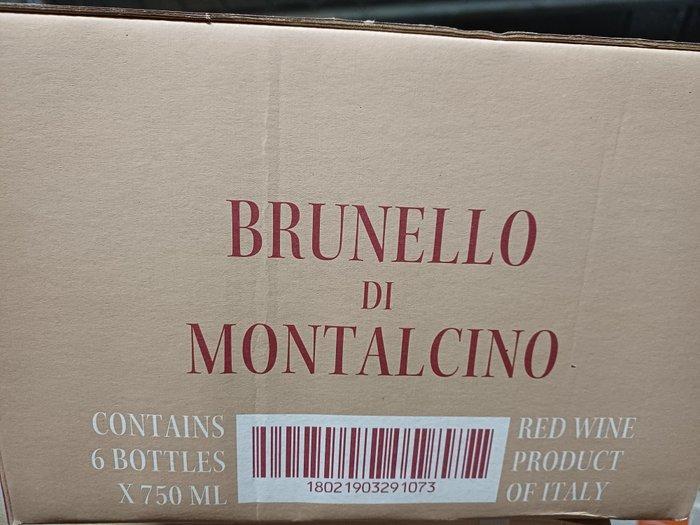 BRUNELLO
DI
MONTALCINO
CONTAINS
6 BOTTLES
X 750 ML
18021903291073
RED WINE
PRODUCT
OF ITALY